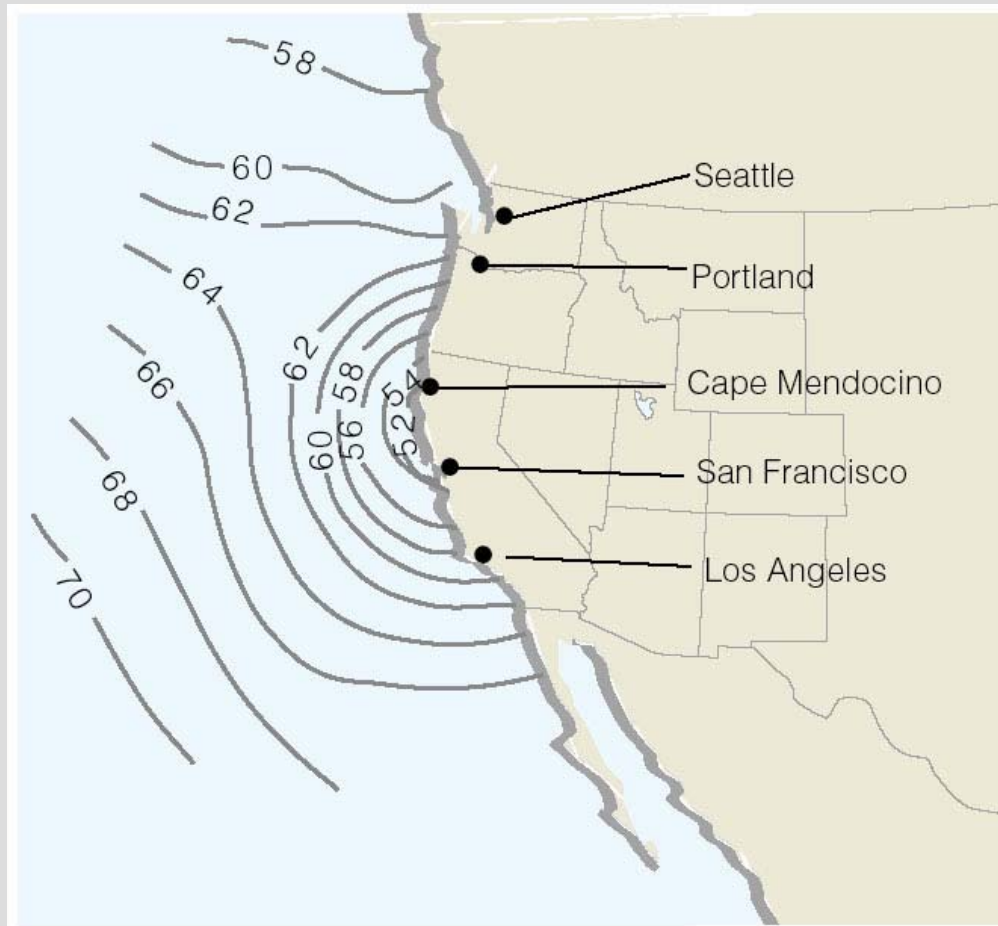 58
60
62
Seattle
64
Portland
62
58
66
54
Cape Mendocino
52
60
56
San Francisco
68
Los Angeles
70